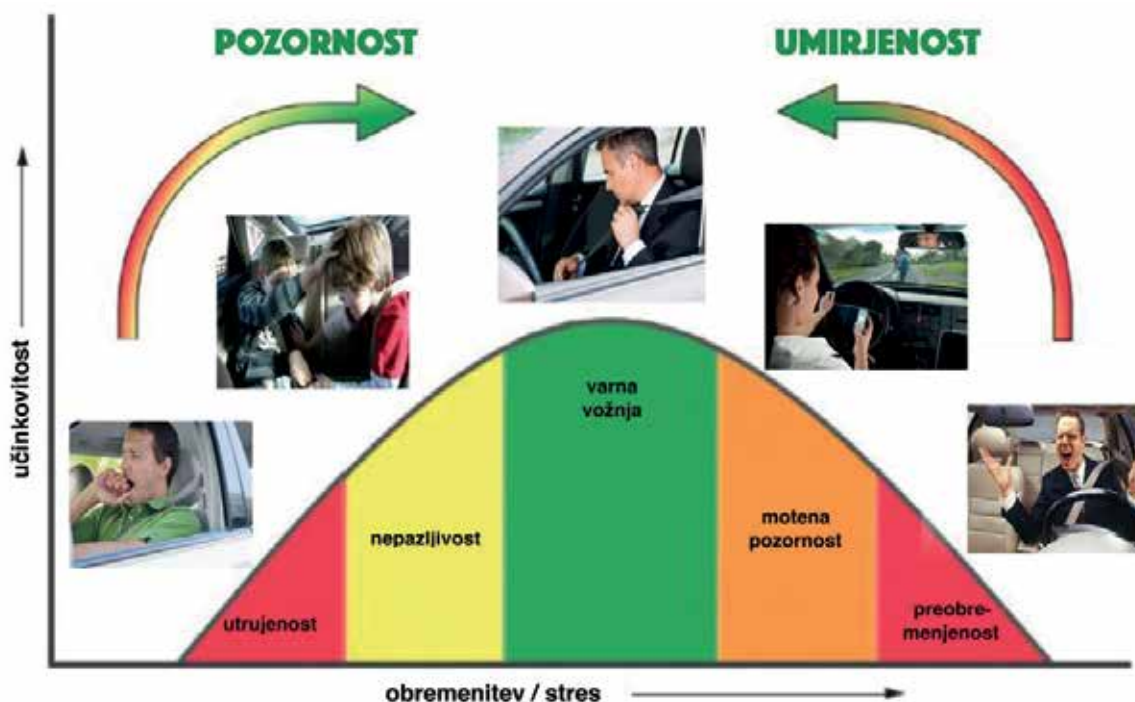 POZORNOST
UMIRJENOST
učinkovitost
varna
vožnja
nepazljivost
motena
pozornost
utrujenost
preobre-
menjenost
obremenitev / stres